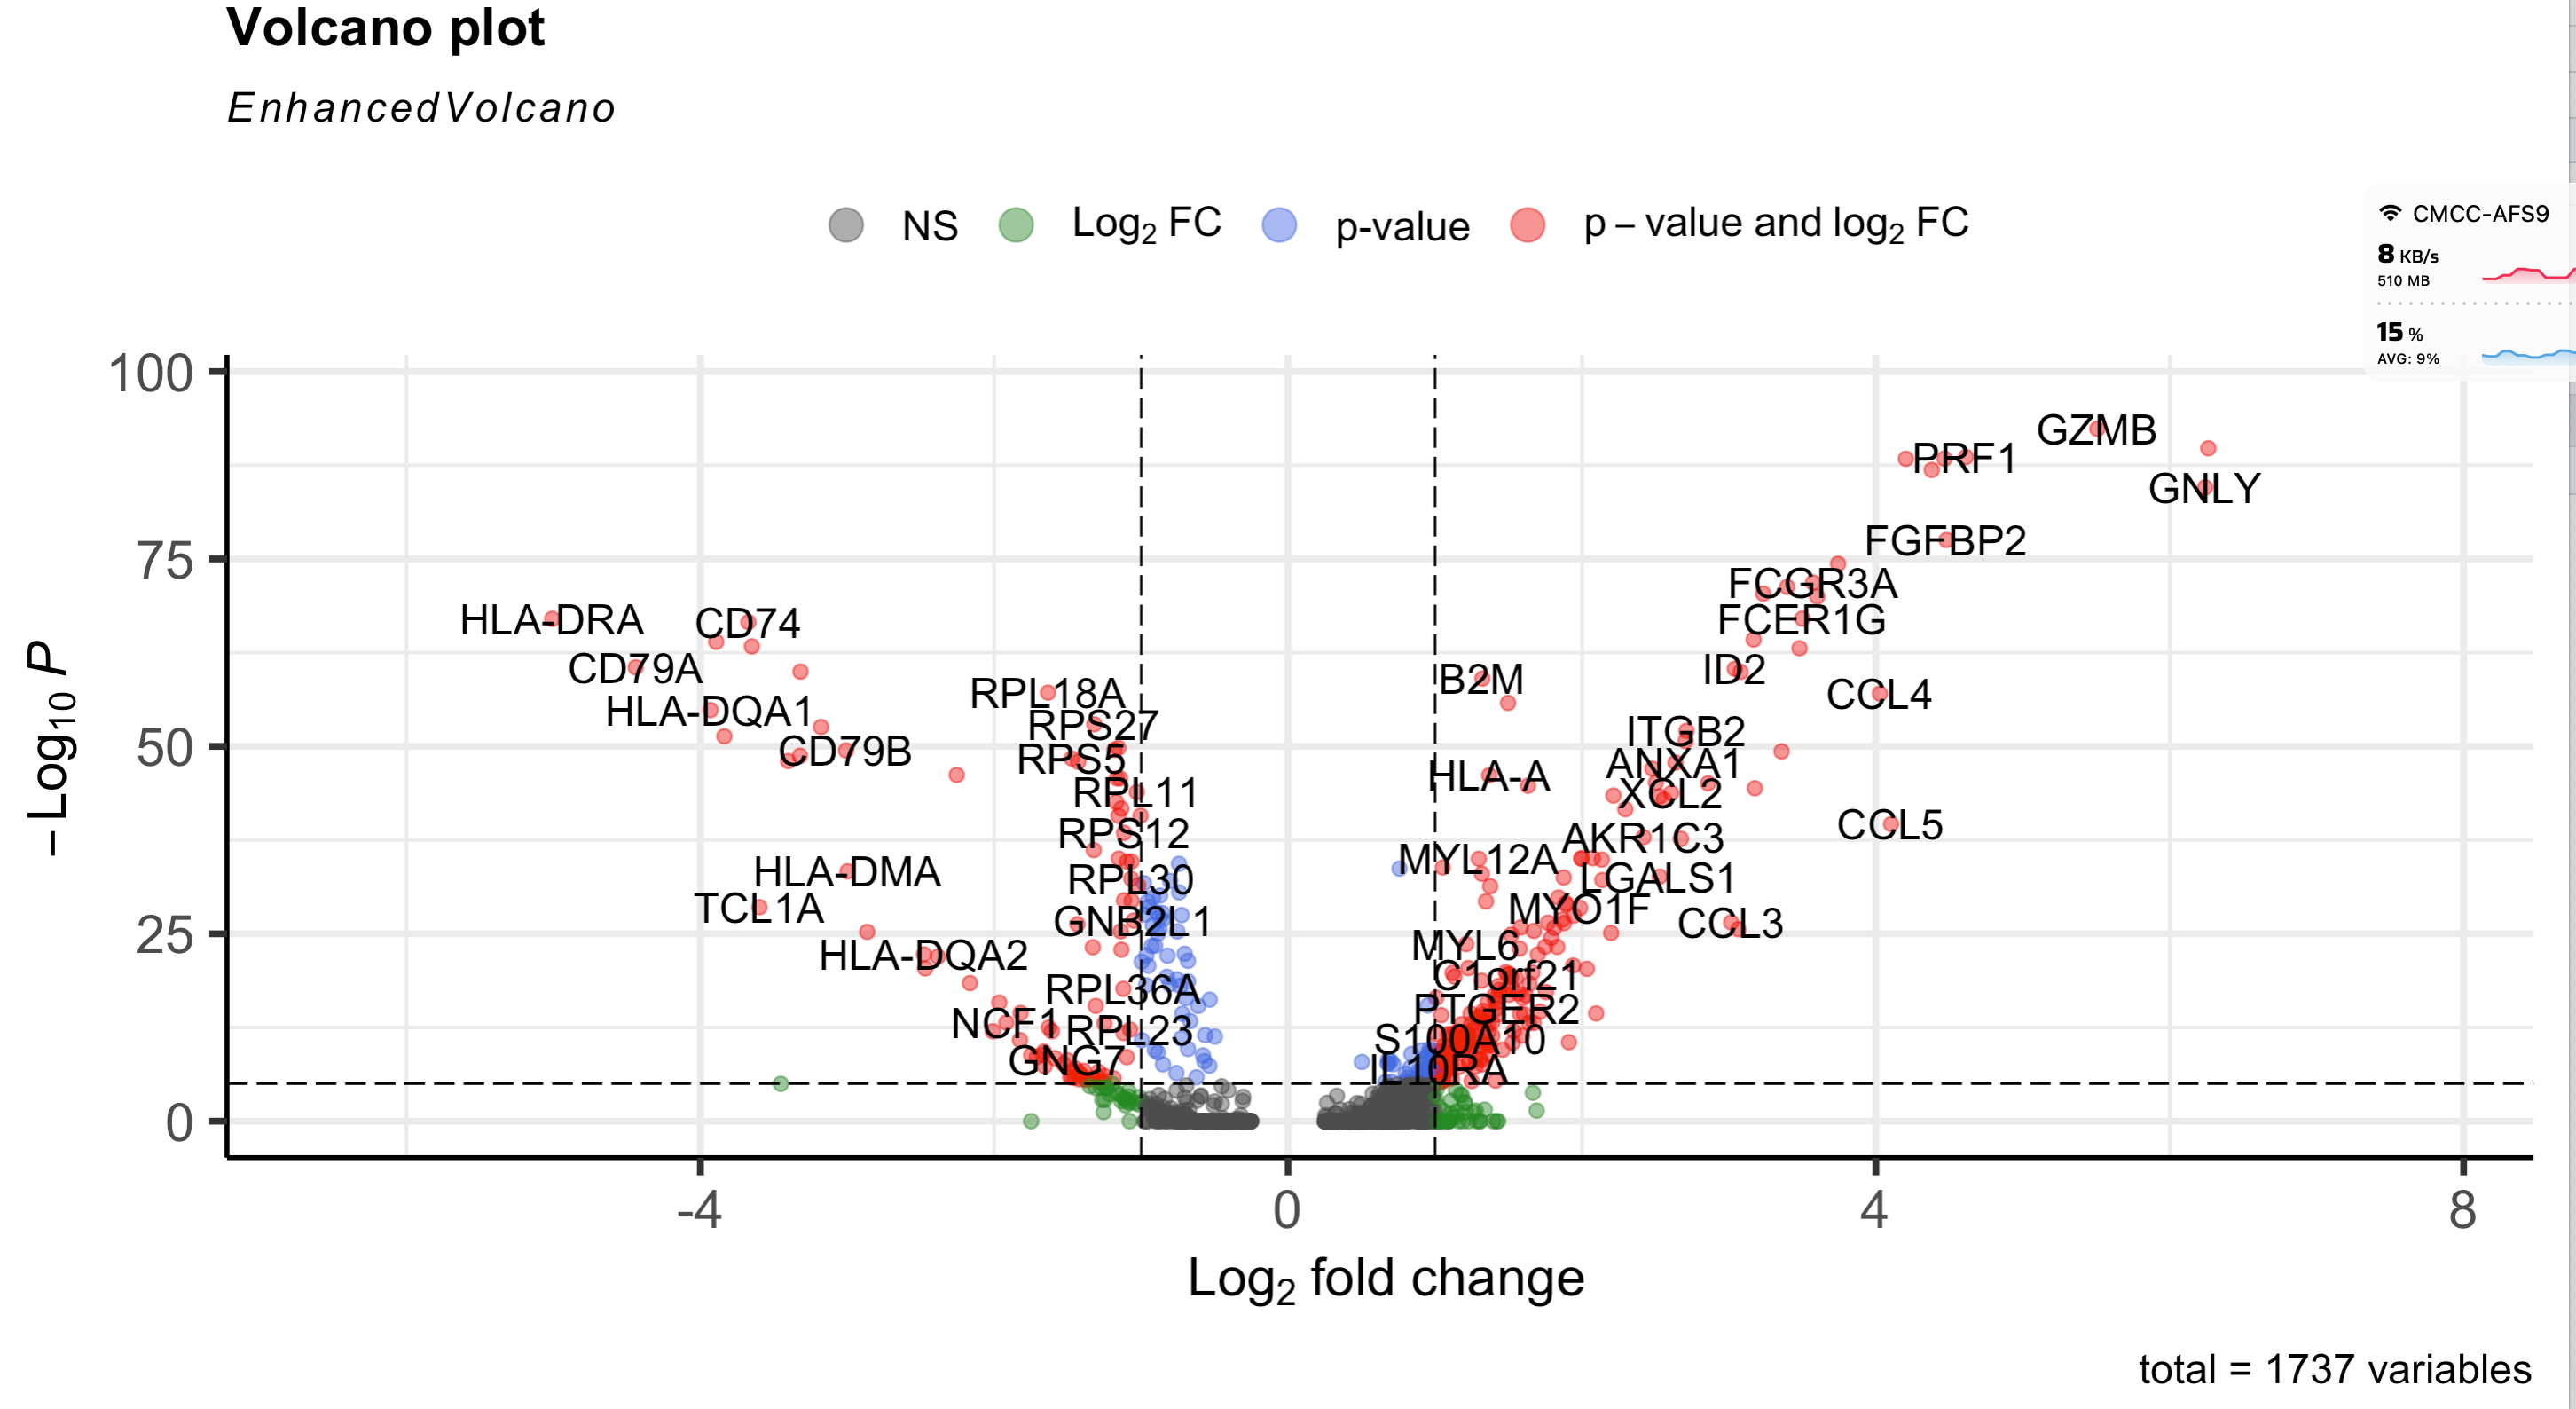 Volcano plot
EnhancedVolcano
NS Log2 FC p-value p – value and log2 FC
CMCC-AFS9
8 KB/s
510 MB
15 %
AVG: 9%
–Log10 P
100
75
50
25
0
GZMB
PRF1
GNLY
FGFBP2
FCGR3A
HLA-DRA CD74 FCER1G
CD79A ID2
B2M
RPL18A CCL4
HLA-DQA1
RPS27 ITGB2
CD79B RPS5 ANXA1
HLA-A
RPL11 XCL2
CCL5
RPS12 AKR1C3
MYL12A
HLA-DMA RPL30 LGALS1
TCL1A MYO1F
GNB2L1 CCL3
MYL6
HLA-DQA2
C1orf21
RPL36A
PTGER2
NCF1 RPL23
S100A10
GNG7
IL10RA
-4 0 4 8
Log2 fold change
total = 1737 variables